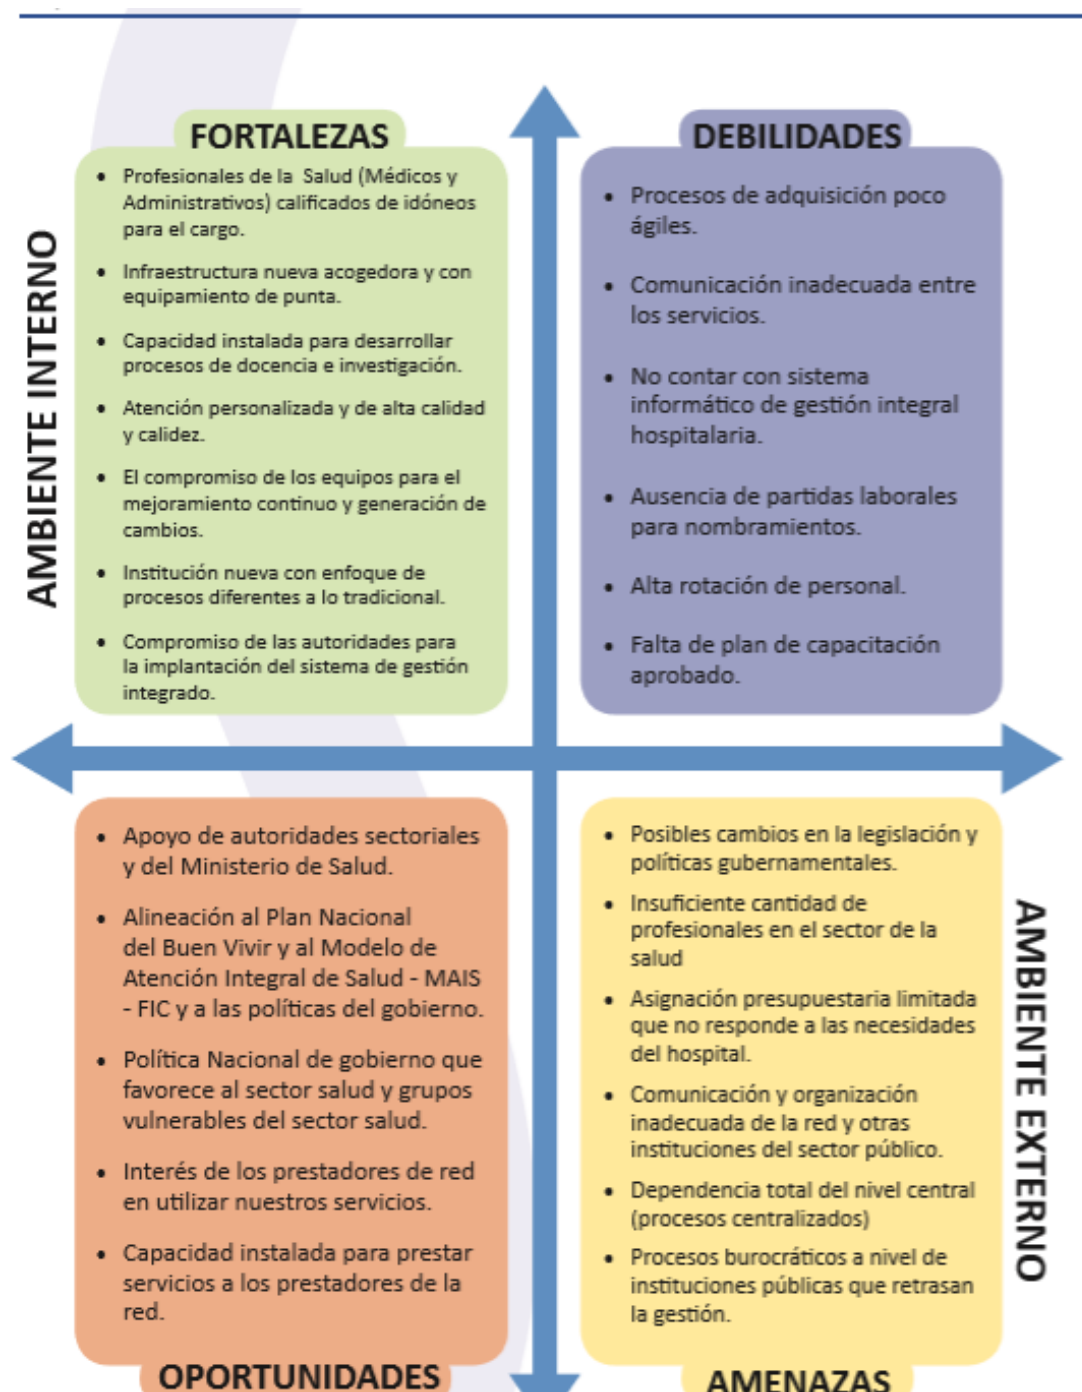 FORTALEZAS
• Profesionales de la Salud (Médicos y
Administrativos) calificados de idóneos
para el cargo.
• Infraestructura nueva acogedora y con
equipamiento de punta.
• Capacidad instalada para desarrollar
procesos de docencia e investigación.
• Atención personalizada y de alta calidad
y calidez.
• El compromiso de los equipos para el
mejoramiento continuo y generación de
cambios.
• Institución nueva con enfoque de
procesos diferentes a lo tradicional.
• Compromiso de las autoridades para
la implantación del sistema de gestión
integrado.
DEBILIDADES
• Procesos de adquisición poco
ágiles.
• Comunicación inadecuada entre
los servicios.
• No contar con sistema
informático de gestión integral
hospitalaria.
• Ausencia de partidas laborales
para nombramientos.
• Alta rotación de personal.
• Falta de plan de capacitación
aprobado.
AMBIENTE INTERNO
• Apoyo de autoridades sectoriales
y del Ministerio de Salud.
• Alineación al Plan Nacional
del Buen Vivir y al Modelo de
Atención Integral de Salud - MAIS
- FIC y a las políticas del gobierno.
• Política Nacional de gobierno que
favorece al sector salud y grupos
vulnerables del sector salud.
• Interés de los prestadores de red
en utilizar nuestros servicios.
• Capacidad instalada para prestar
servicios a los prestadores de la
red.
OPORTUNIDADES
• Posibles cambios en la legislación y
políticas gubernamentales.
• Insuficiente cantidad de
profesionales en el sector de la
salud
• Asignación presupuestaria limitada
que no responde a las necesidades
del hospital.
• Comunicación y organización
inadecuada de la red y otras
instituciones del sector público.
• Dependencia total del nivel central
(procesos centralizados)
• Procesos burocráticos a nivel de
instituciones públicas que retrasan
la gestión.
AMENAZAS
AMBIENTE EXTERNO